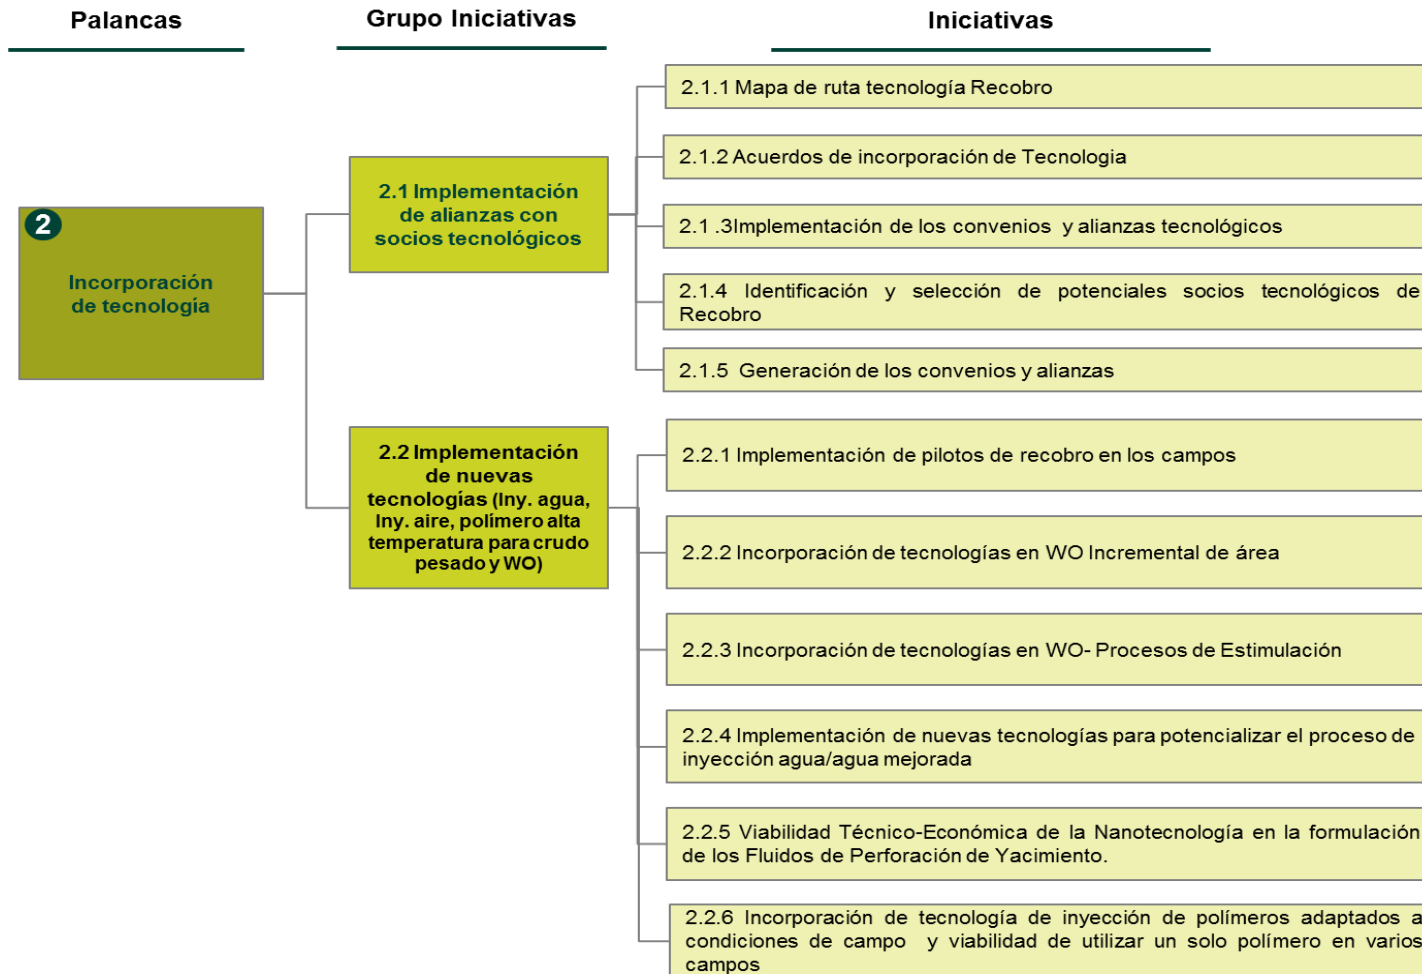 Palancas
Grupo Iniciativas
Iniciativas
2
Incorporación
de tecnología
2.1 Implementación
de alianzas con
socios tecnológicos
2.1.1 Mapa de ruta tecnología Recobro
2.1.2 Acuerdos de incorporación de Tecnologia
2.1 .3Implementación de los convenios y alianzas tecnológicos
2.1.4 Identificación y selección de potenciales socios tecnológicos de
Recobro
2.1.5 Generación de los convenios y alianzas
2.2 Implementación
de nuevas
tecnologías (Iny. agua,
Iny. aire, polímero alta
temperatura para crudo
pesado y WO)
2.2.1 Implementación de pilotos de recobro en los campos
2.2.2 Incorporación de tecnologías en WO Incremental de área
2.2.3 Incorporación de tecnologías en WO- Procesos de Estimulación
2.2.4 Implementación de nuevas tecnologías para potencializar el proceso de
inyección agua/agua mejorada
2.2.5 Viabilidad Técnico-Económica de la Nanotecnología en la formulación
de los Fluidos de Perforación de Yacimiento.
2.2.6 Incorporación de tecnología de inyección de polímeros adaptados a
condiciones de campo y viabilidad de utilizar un solo polímero en varios
campos